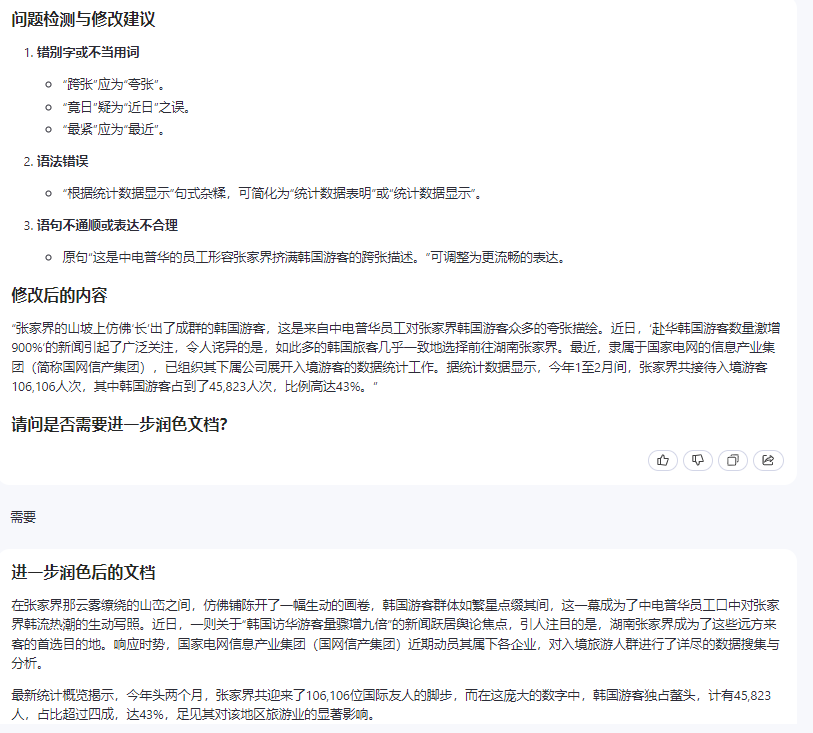 问题检测与修改建议
1. 错别字或不当用词
“跨张”应为“夸张”。
“竟日”疑为“近日”之误。
“最紧”应为“最近”。
2. 语法错误
“根据统计数据显示”句式杂糅，可简化为“统计数据表明”或“统计数据显示”。
3. 语句不通顺或表达不合理
原句“这是中电普华的员工形容张家界挤满韩国游客的跨张描述。”可调整为更流畅的表达。
修改后的内容
“张家界的山坡上仿佛‘长’出了成群的韩国游客，这是来自中电普华员工对张家界韩国游客众多的夸张描绘。近日，‘赴华韩国游客数量激增
900%’的新闻引起了广泛关注，令人诧异的是，如此多的韩国旅客几乎一致地选择前往湖南张家界。最近，隶属于国家电网的信息产业集
团（简称国网信产集团），已组织其下属公司展开入境游客的数据统计工作。据统计数据显示，今年1至2月间，张家界共接待入境游客
106,106人次，其中韩国游客占到了45,823人次，比例高达43%。”
请问是否需要进一步润色文档？
需要
进一步润色后的文档
在张家界那云雾缭绕的山峦之间，仿佛铺陈开了一幅生动的画卷，韩国游客群体如繁星点缀其间，这一幕成为了中电普华员工口中对张家
界韩流热潮的生动写照。近日，一则关于“韩国访华游客量骤增九倍”的新闻跃居舆论焦点，引人注目的是，湖南张家界成为了这些远方来
客的首选目的地。响应时势，国家电网信息产业集团（国网信产集团）近期动员其属下各企业，对入境旅游人群进行了详尽的数据搜集与
分析。
最新统计概览揭示，今年头两个月，张家界共迎来了106,106位国际友人的脚步，而在这庞大的数字中，韩国游客独占鳌头，计有45,823
人，占比超过四成，达43%，足见其对该地区旅游业的显著影响。